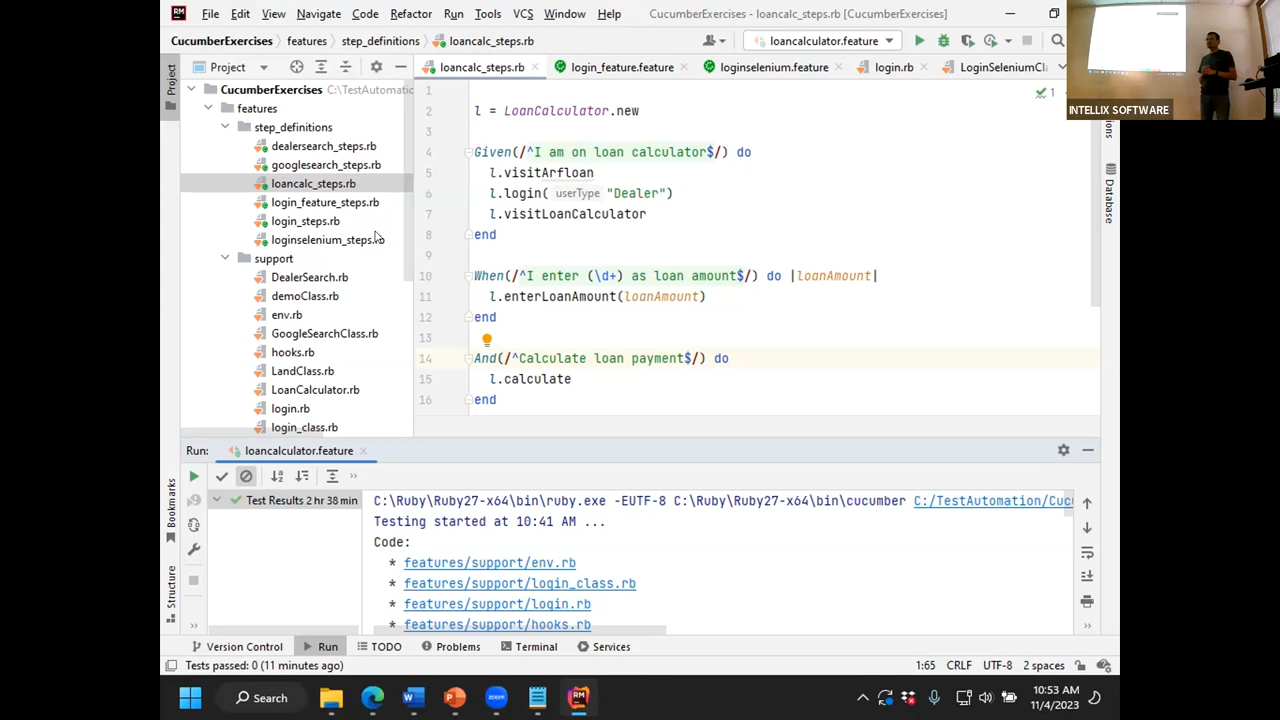 File Edit View Navigate Code Refactor Run Tools VCS Window Help CucumberExercises - loancalc_steps.rb [CucumberExercises]
CucumberExercises features step_definitions loancalc_steps.rb loancalculator.feature
Project loancalc_steps.rb login_feature.feature loginselenium.feature login.rb LoginSeleniumCl
Project
CucumberExercises C:\TestAutomatic
features
step_definitions
dealersearch_steps.rb
googlesearch_steps.rb
loancalc_steps.rb
login_feature_steps.rb
login_steps.rb
loginselenium_steps.rb
support
DealerSearch.rb
demoClass.rb
env.rb
GoogleSearchClass.rb
hooks.rb
LandClass.rb
LoanCalculator.rb
login.rb
login_class.rb
1
2 l = LoanCalculator.new
3
4 Given(/^I am on loan calculator$/) do
5 l.visitArfloan
6 l.login( userType "Dealer")
7 l.visitLoanCalculator
8 end
9
10 When(/^I enter (\d+) as loan amount$/) do |loanAmount|
11 l.enterLoanAmount(loanAmount)
12 end
13
14 And(/^Calculate loan payment$/) do
15 l.calculate
16 end
1
INTELLIX SOFTWARE
Database
Run: loancalculator.feature
Test Results 2 hr 38 min
C:\Ruby\Ruby27-x64\bin\ruby.exe -EUTF-8 C:\Ruby\Ruby27-x64\bin\cucumber C:/TestAutomation/Cuc
Testing started at 10:41 AM ...
Code:
* features/support/env.rb
* features/support/login_class.rb
* features/support/login.rb
* features/support/hooks.rb
Bookmarks
Structure
Version Control Run TODO Problems Terminal Services
Tests passed: 0 (11 minutes ago) 1:65 CRLF UTF-8 2 spaces
Search
10:53 AM
11/4/2023